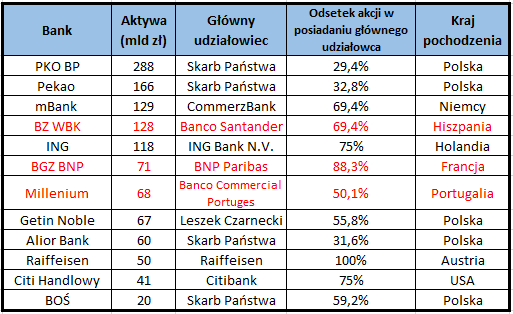 Bank Aktywa (mld zł) Główny udziałowiec Odsetek akcji w posiadaniu głównego udziałowca Kraj pochodzenia
PKO BP 288 Skarb Państwa 29,4% Polska
Pekao 166 Skarb Państwa 32,8% Polska
mBank 129 CommerzBank 69,4% Niemcy
BZ WBK 128 Banco Santander 69,4% Hiszpania
ING 118 ING Bank N.V. 75% Holandia
BGZ BNP 71 BNP Paribas 88,3% Francja
Millenium 68 Banco Commercial Portuges 50,1% Portugalia
Getin Noble 67 Leszek Czarnecki 55,8% Polska
Alior Bank 60 Skarb Państwa 31,6% Polska
Raiffeisen 50 Raiffeisen 100% Austria
Citi Handlowy 41 Citibank 75% USA
BOŚ 20 Skarb Państwa 59,2% Polska